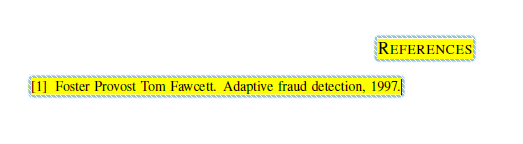 REFERENCES
[1] Foster Provost Tom Fawcett. Adaptive fraud detection, 1997.